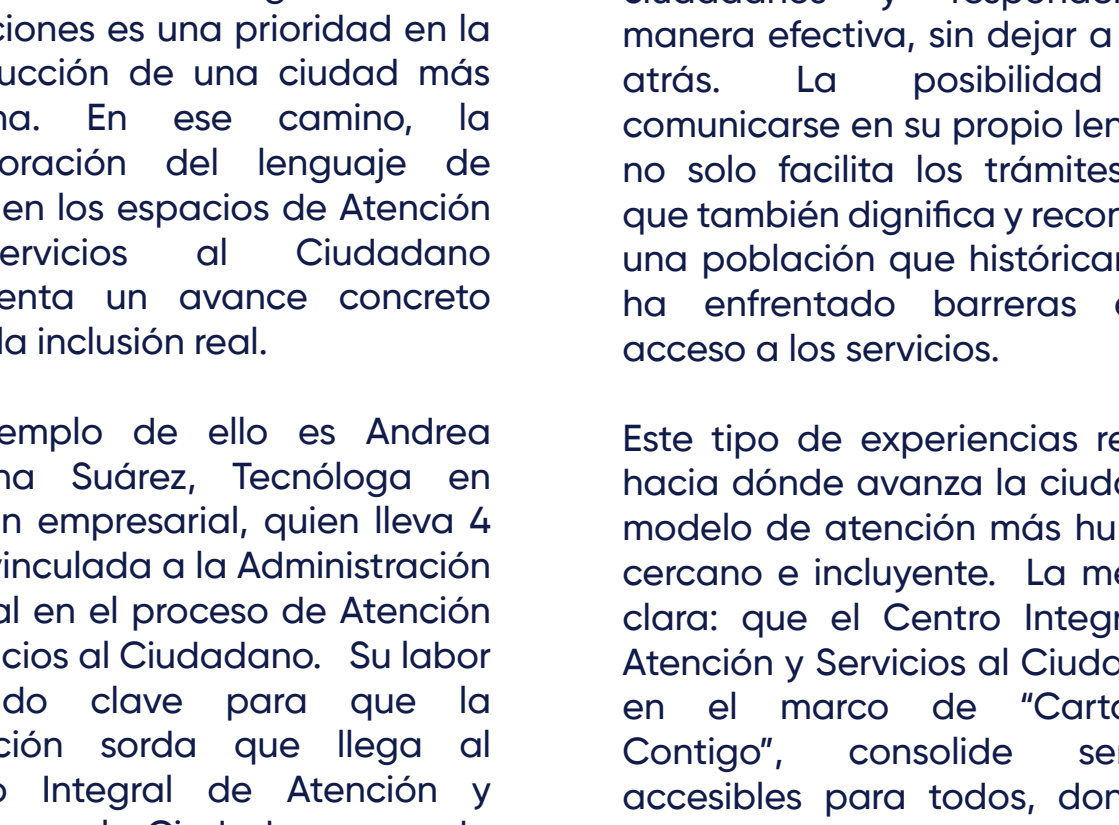 ciones es una prioridad en la
ucción de una ciudad más
na. En ese camino, la
oración del lenguaje de
en los espacios de Atención
ervicios al Ciudadano
enta un avance concreto
la inclusión real.
emplo de ello es Andrea
na Suárez, Tecnóloga en
n empresarial, quien lleva 4
vinculada a la Administración
al en el proceso de Atención
cios al Ciudadano. Su labor
do clave para que la
ción sorda que llega al
o Integral de Atención y
manera efectiva, sin dejar a
atrás. La posibilidad
comunicarse en su propio len
no solo facilita los trámites
que también dignifica y recon
una población que históricam
ha enfrentado barreras
acceso a los servicios.
Este tipo de experiencias re
hacia dónde avanza la ciuda
modelo de atención más hu
cercano e incluyente. La me
clara: que el Centro Integr
Atención y Servicios al Ciuda
en el marco de “Carta
Contigo”, consolide ser
accesibles para todos, don